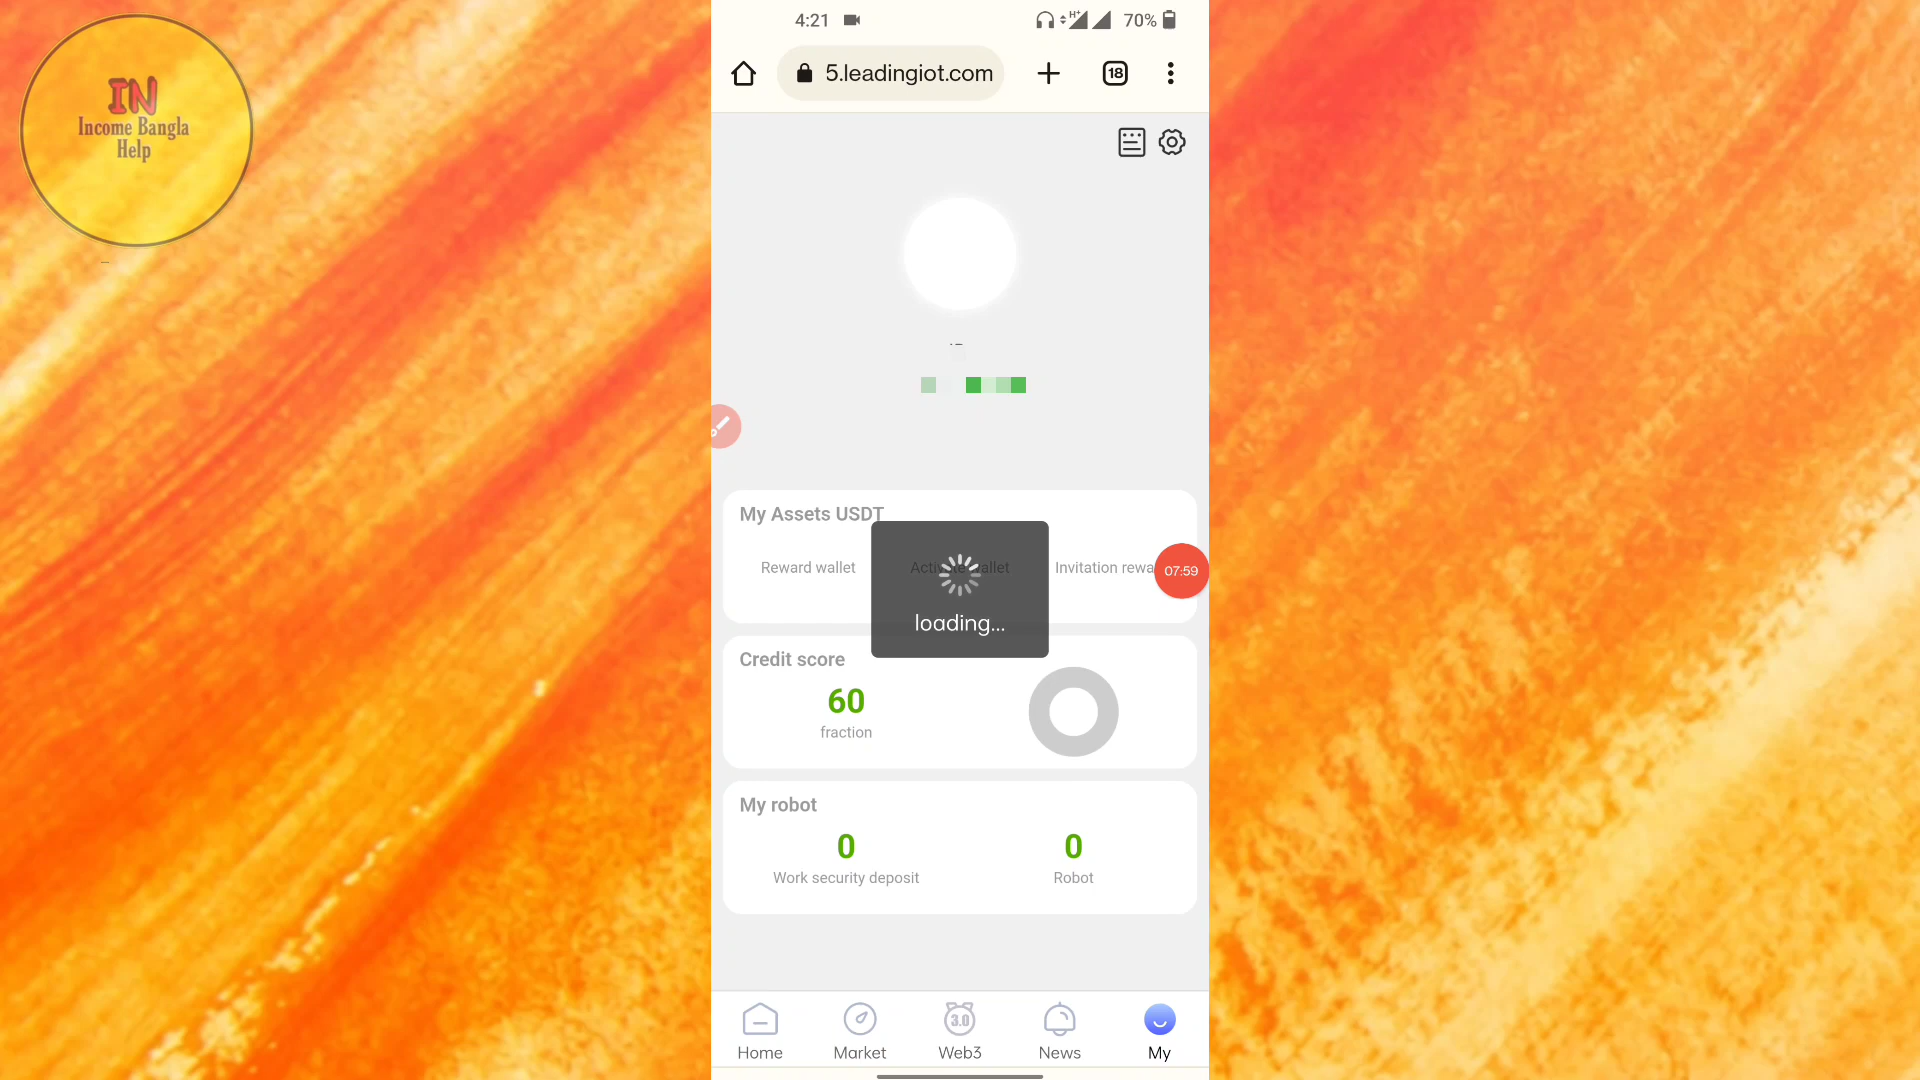 IN
Income Bangla
Help
4:21
H+
70%
5.leadingiot.com
18
My Assets USDT
Reward wallet
Invitation rewa
07:59
loading...
Credit score
60
fraction
My robot
0
0
Work security deposit
Robot
3.0
Home
Market
Web3
News
My